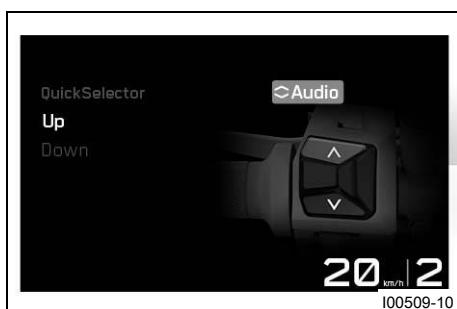 QuickSelector
Audio
Up
Down
20 km/h 2
I00509-10